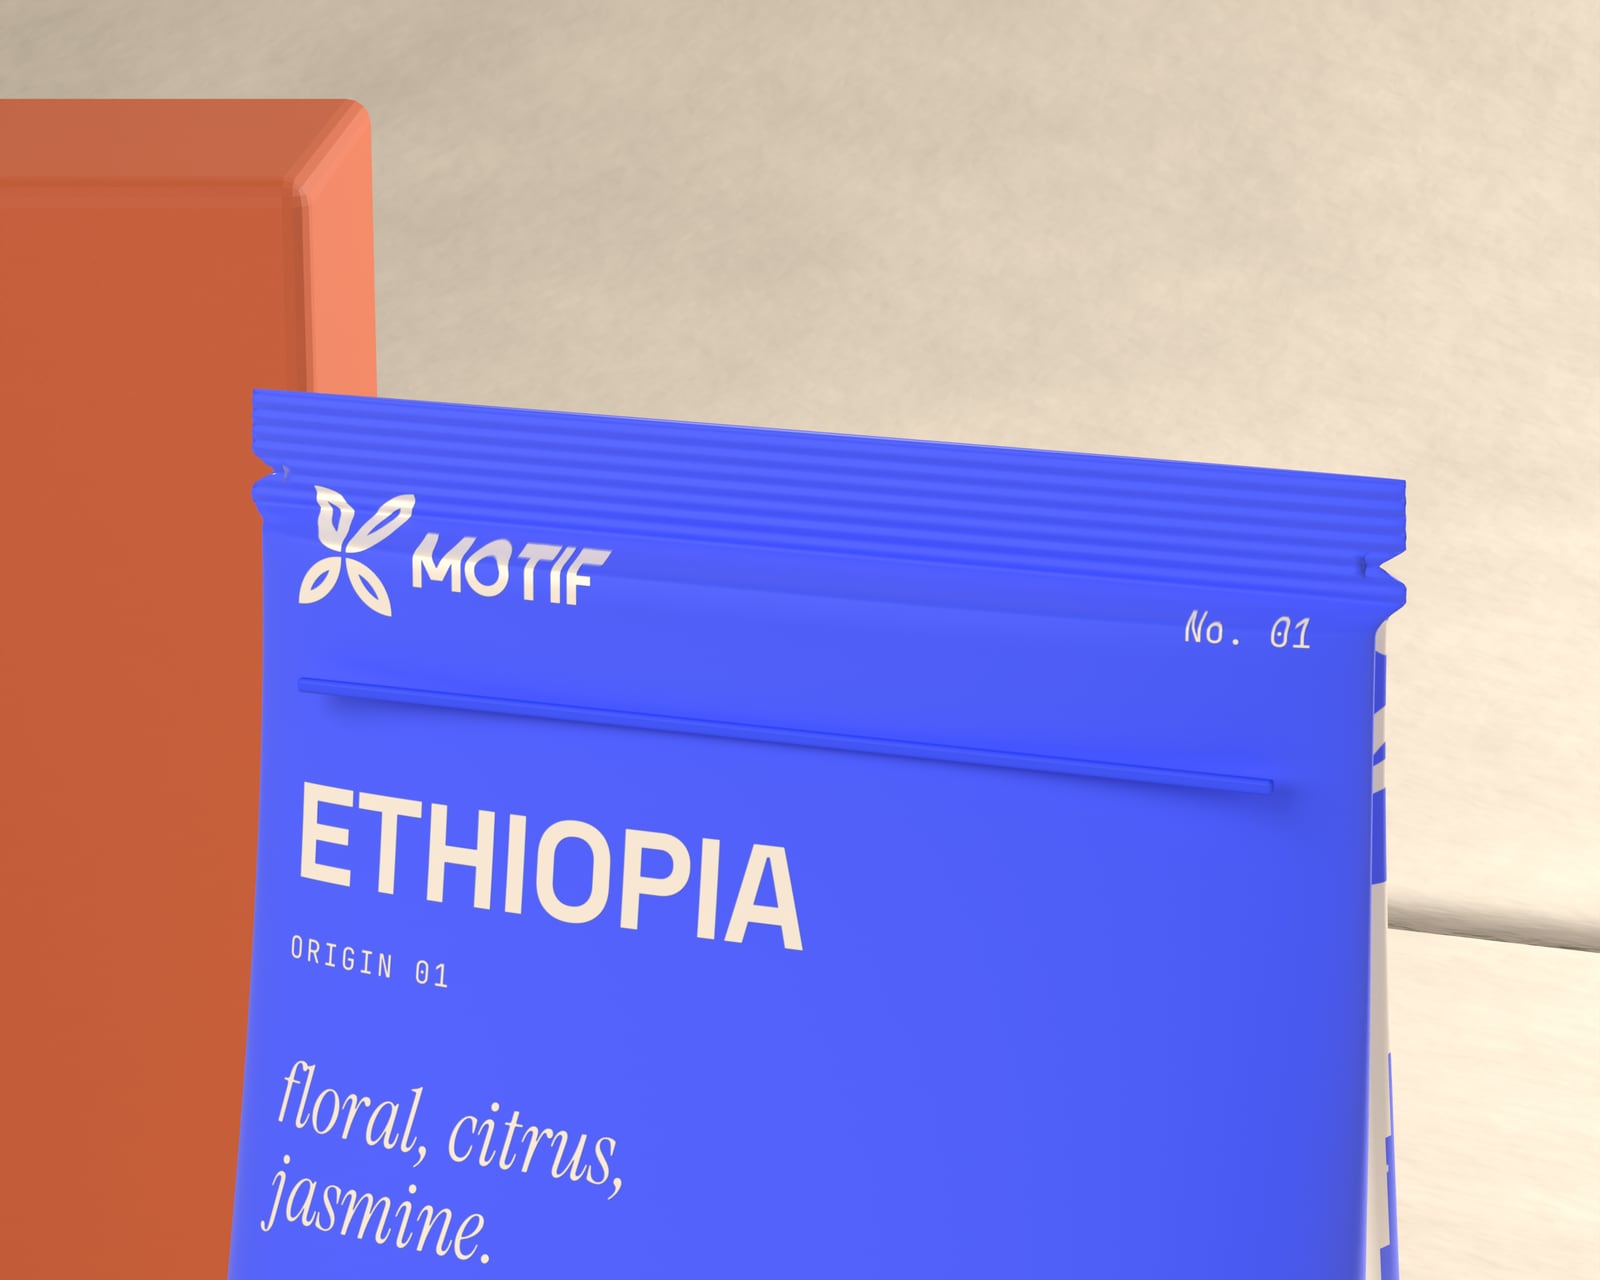 MOTIF
No. 01
ETHIOPIA
ORIGIN 01
floral, citrus,
jasmine.